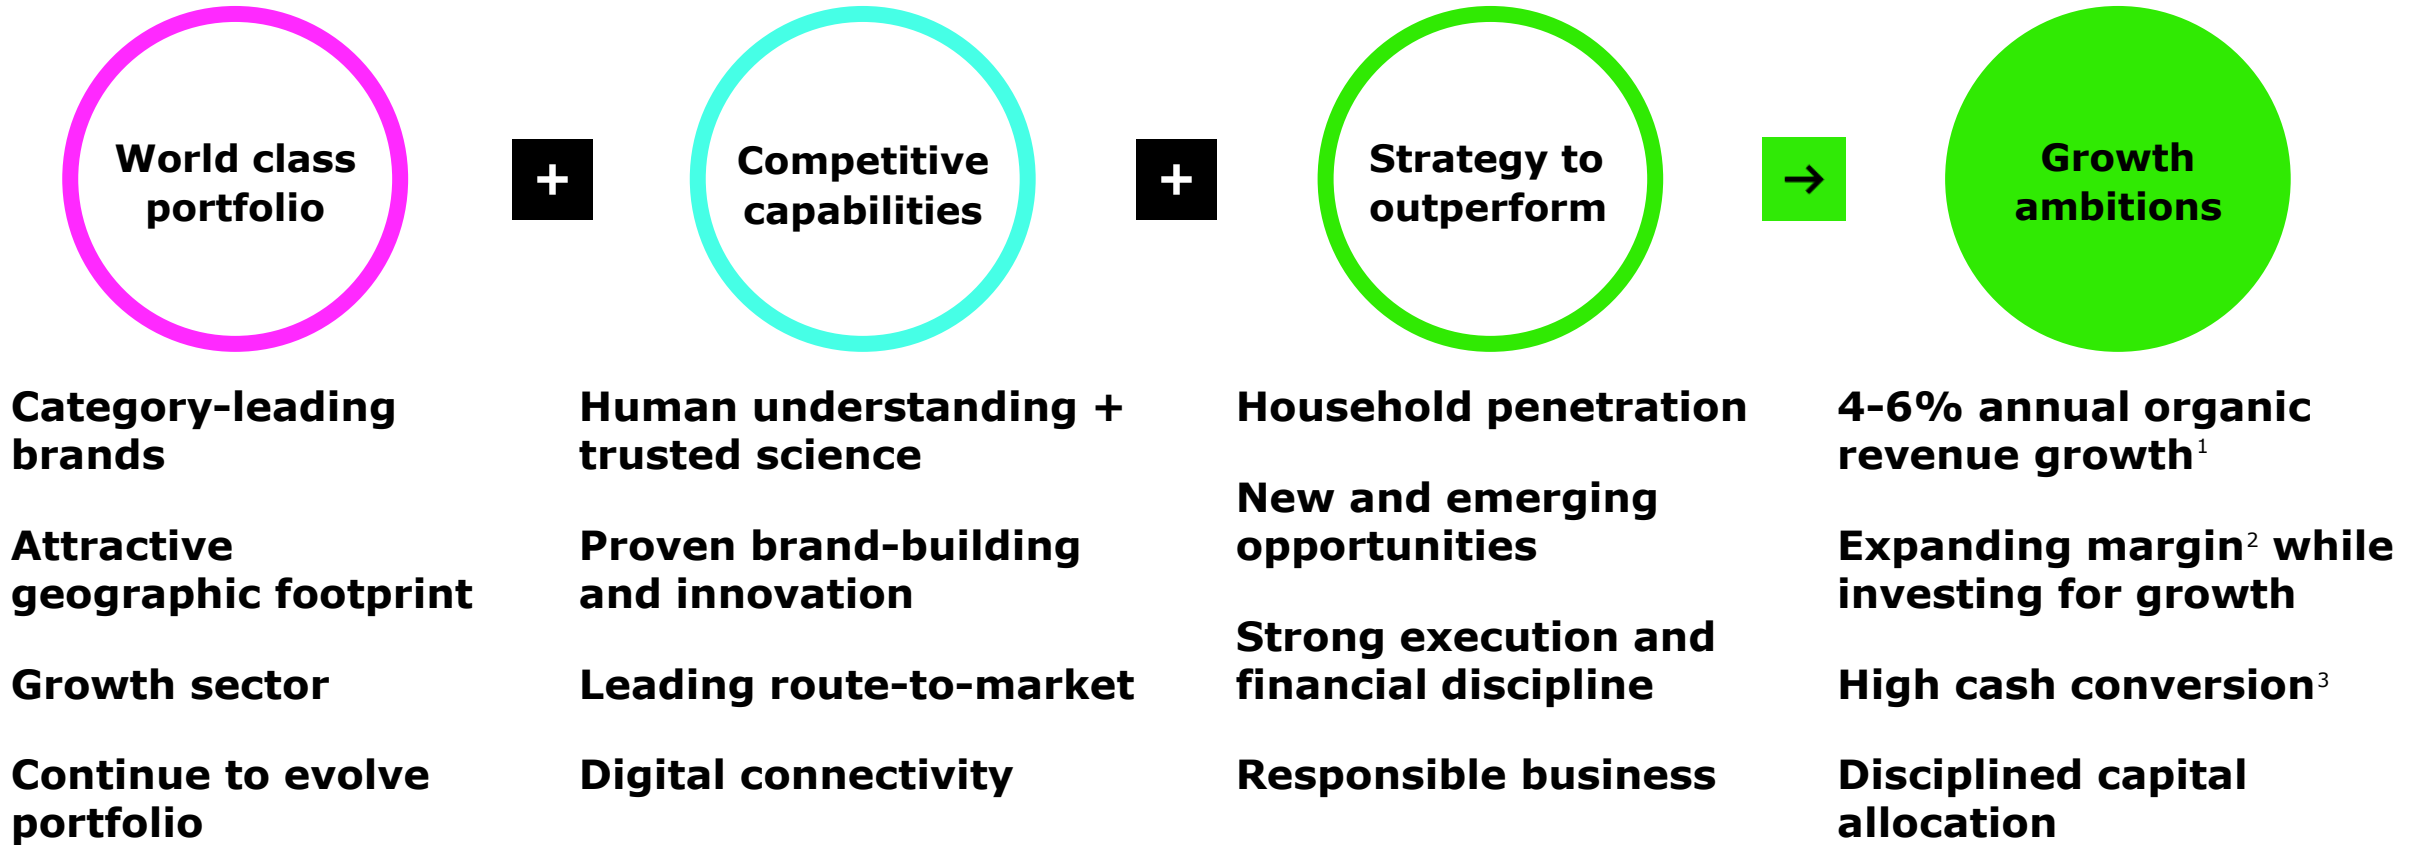 World class
portfolio
+
Competitive
capabilities
+
Strategy to
outperform
→
Growth
ambitions
Category-leading
brands
Attractive
geographic footprint
Growth sector
Continue to evolve
portfolio
Human understanding +
trusted science
Proven brand-building
and innovation
Leading route-to-market
Digital connectivity
Household penetration
New and emerging
opportunities
Strong execution and
financial discipline
Responsible business
4-6% annual organic
revenue growth¹
Expanding margin² while
investing for growth
High cash conversion³
Disciplined capital
allocation